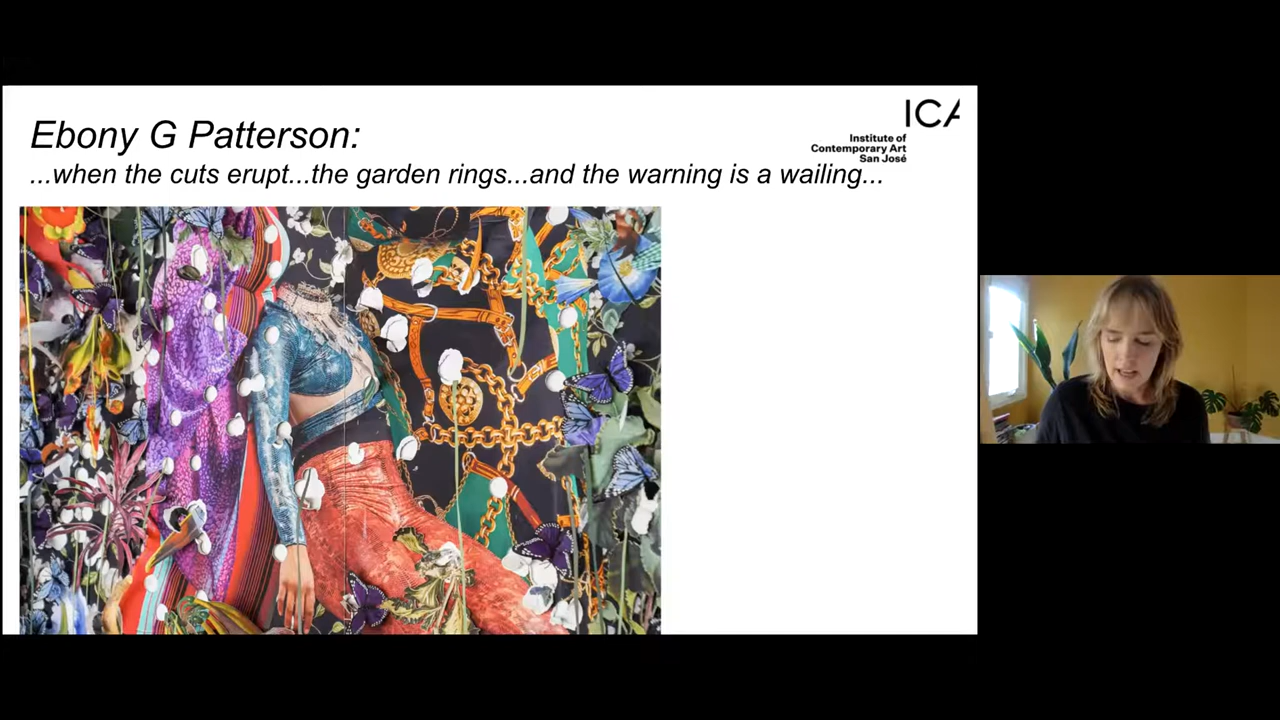 Ebony G Patterson:
...when the cuts erupt...the garden rings...and the warning is a wailing...
ICA
Institute of
Contemporary Art
San José